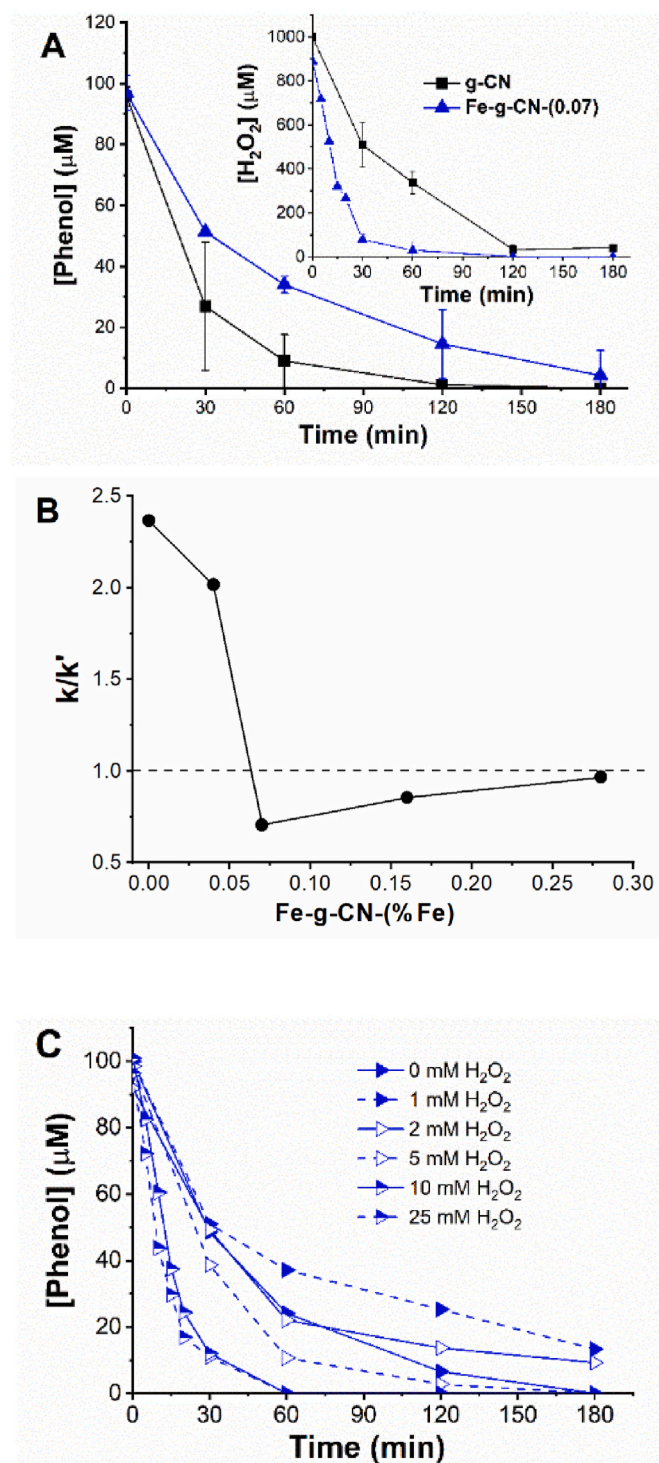 A
[Phenol] (μM)
120
100
80
60
40
20
0
0 30 60 90 120 150 180
Time (min)
[H₂O₂] (μM)
1000
800
600
400
200
0
0 30 60 90 120 150 180
Time (min)
g-CN
Fe-g-CN-(0.07)
B
k/k'
2.5
2.0
1.5
1.0
0.5
0.00 0.05 0.10 0.15 0.20 0.25 0.30
Fe-g-CN-(% Fe)
C
[Phenol] (μM)
100
80
60
40
20
0
0 30 60 90 120 150 180
Time (min)
0 mM H₂O₂
1 mM H₂O₂
2 mM H₂O₂
5 mM H₂O₂
10 mM H₂O₂
25 mM H₂O₂